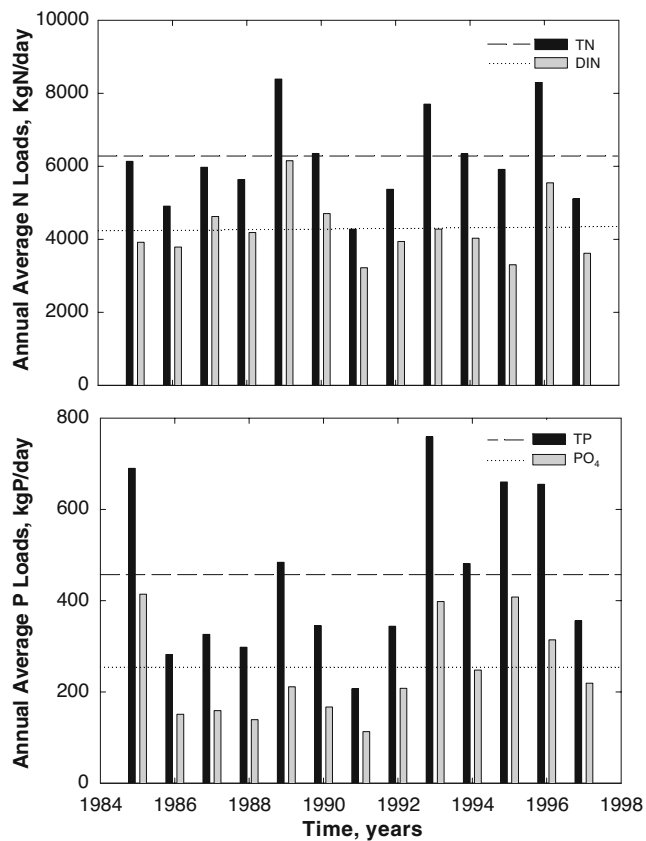 Annual Average N Loads, KgN/day
10000
8000
6000
4000
2000
0
TN
DIN
Annual Average P Loads, kgP/day
800
600
400
200
0
TP
PO₄
1984 1986 1988 1990 1992 1994 1996 1998
Time, years